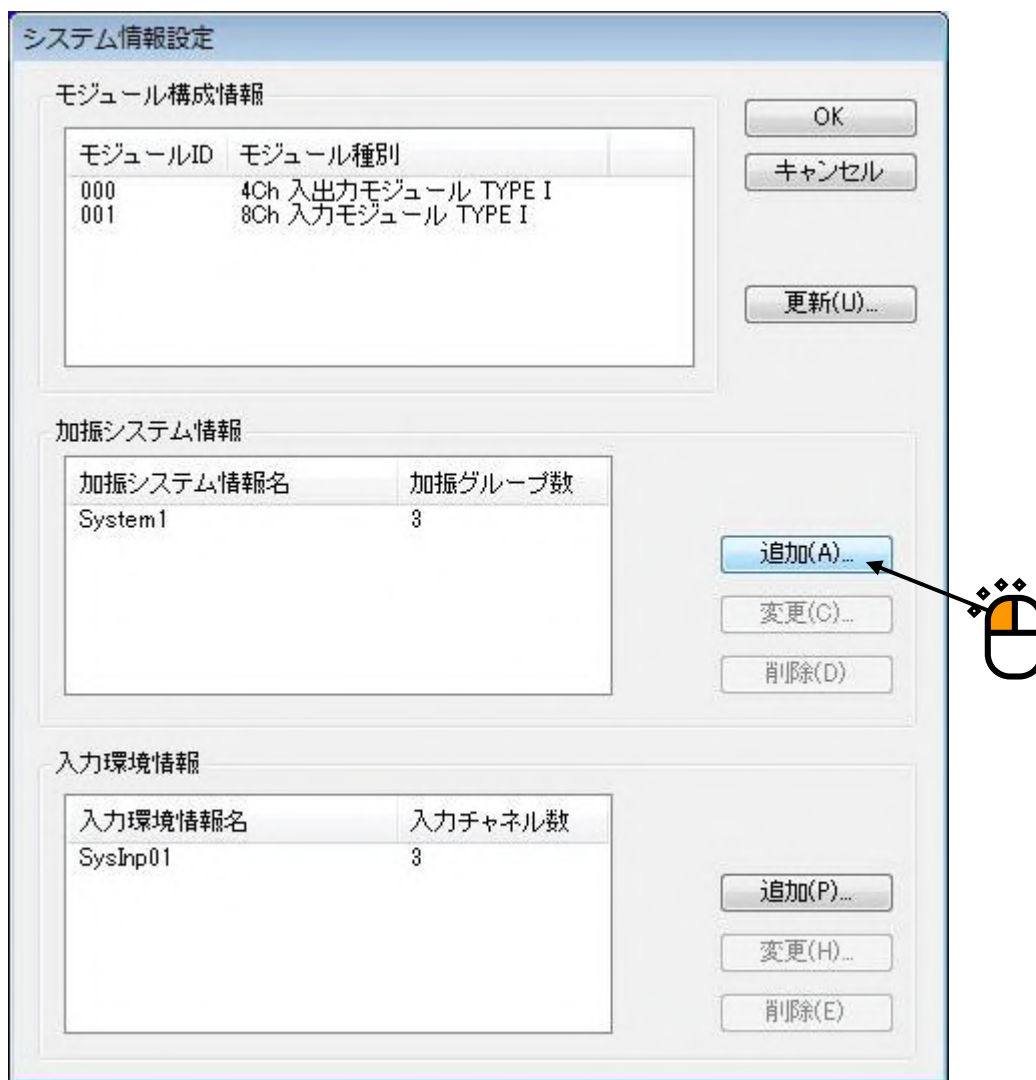 システム情報設定
モジュール構成情報
モジュールID モジュール種別
000 4Ch 入出力モジュール TYPE I
001 8Ch 入力モジュール TYPE I
OK
キャンセル
更新(U)...
加振システム情報
加振システム情報名 加振グループ数
System1 3
追加(A)...
変更(C)...
削除(D)
入力環境情報
入力環境情報名 入力チャネル数
SysInp01 3
追加(P)...
変更(H)...
削除(E)